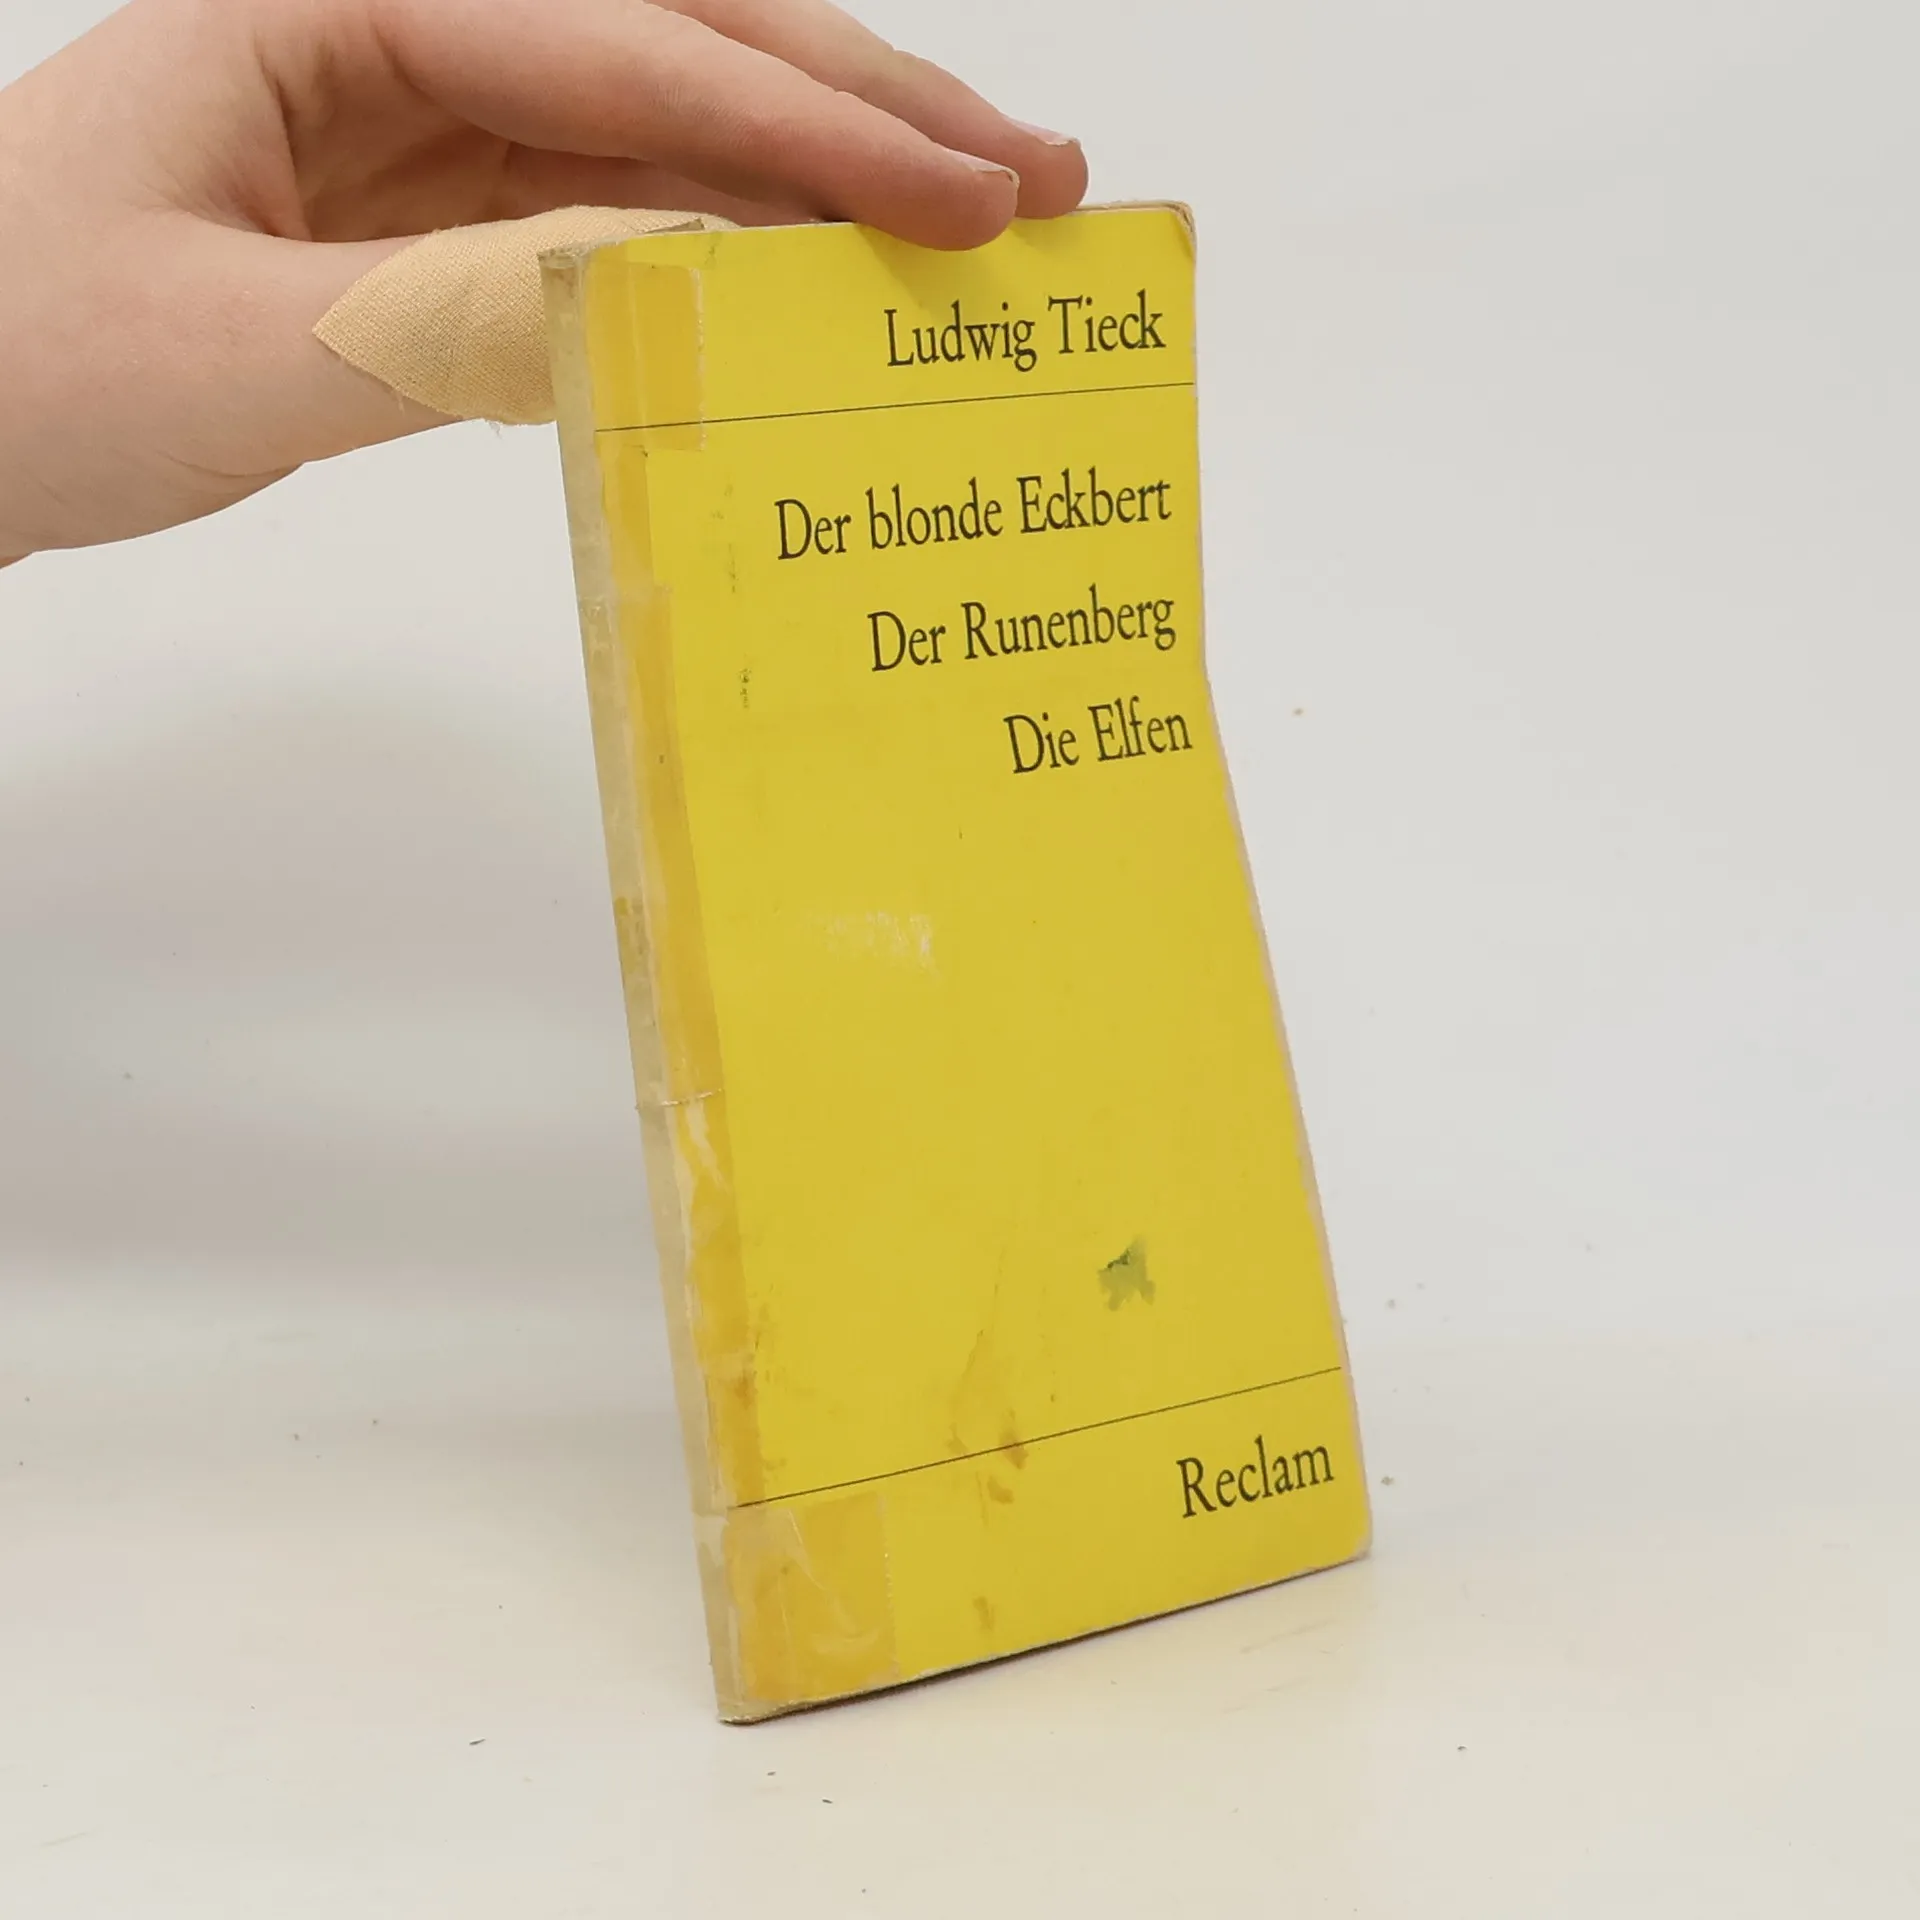 Ludwig Tieck
Der blonde Eckbert
Der Runenberg
Die Elfen
Reclam